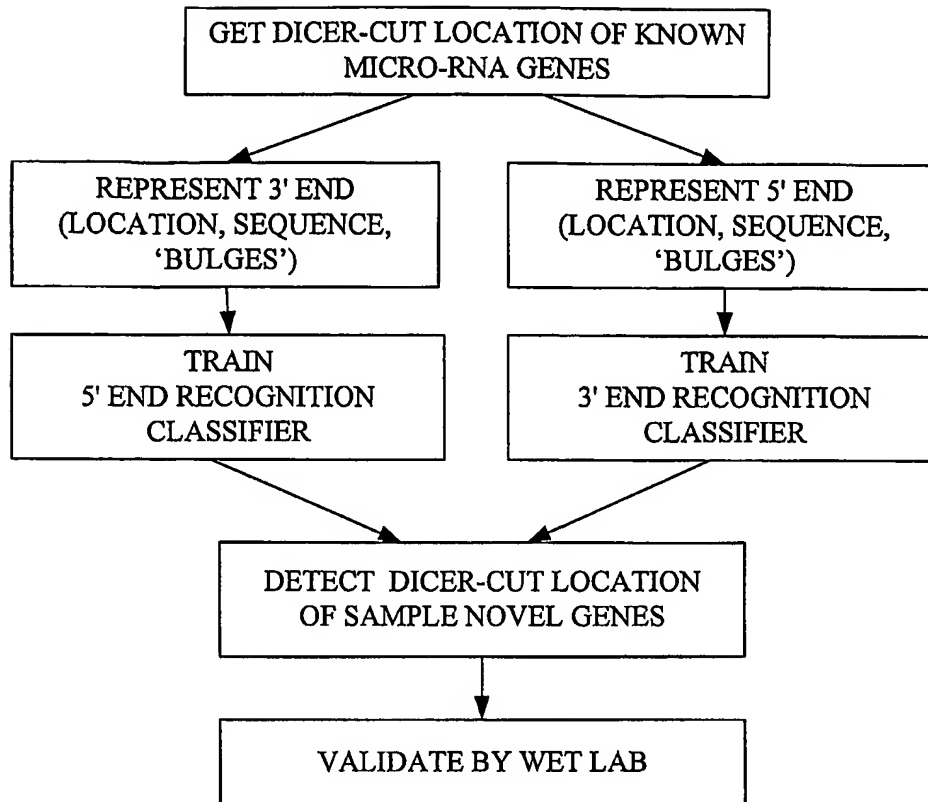 GET DICER-CUT LOCATION OF KNOWN
MICRO-RNA GENES
REPRESENT 3' END
(LOCATION, SEQUENCE,
‘BULGES’)
REPRESENT 5' END
(LOCATION, SEQUENCE,
‘BULGES’)
TRAIN
5' END RECOGNITION
CLASSIFIER
TRAIN
3' END RECOGNITION
CLASSIFIER
DETECT DICER-CUT LOCATION
OF SAMPLE NOVEL GENES
VALIDATE BY WET LAB